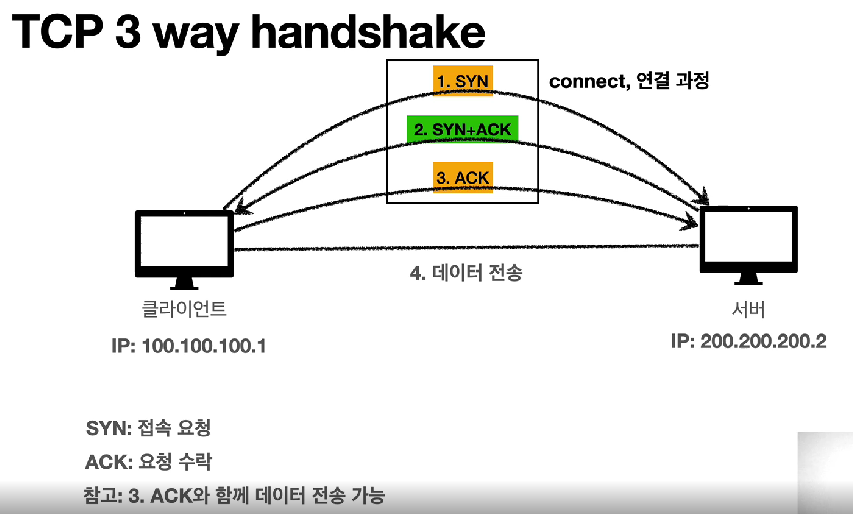 TCP 3 way handshake
1. SYN
connect, 연결 과정
2. SYN+ACK
3. ACK
4. 데이터 전송
클라이언트
서버
IP: 100.100.100.1
IP: 200.200.200.2
SYN: 접속 요청
ACK: 요청 수락
참고: 3. ACK와 함께 데이터 전송 가능